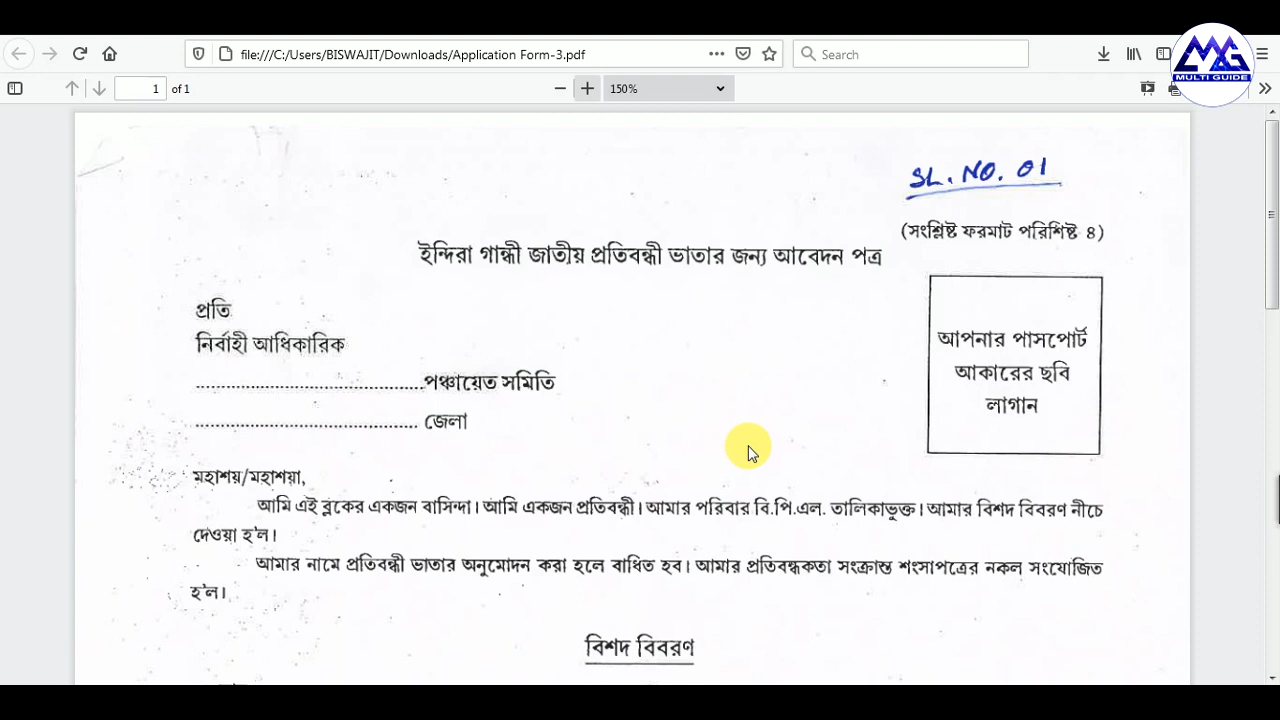 file:///C:/Users/BISWAJIT/Downloads/Application Form-3.pdf
Search
MULTI GUIDE
1 of 1
150%
SL. NO. 01
(সংশ্লিষ্ট ফরমাট পরিশিষ্ট ৪)
ইন্দিরা গান্ধী জাতীয় প্রতিবন্ধী ভাতার জন্য আবেদন পত্র
প্রতি
নির্বাহী আধিকারিক
....................................পঞ্চায়েত সমিতি
.................................... জেলা
আপনার পাসপোর্ট
আকারের ছবি
লাগান
মহাশয়/মহাশয়া,
আমি এই ব্লকের একজন বাসিন্দা। আমি একজন প্রতিবন্ধী। আমার পরিবার বি.পি.এল. তালিকাভুক্ত। আমার বিশদ বিবরণ নীচে
দেওয়া হ'ল।
আমার নামে প্রতিবন্ধী ভাতার অনুমোদন করা হলে বাধিত হব। আমার প্রতিবন্ধকতা সংক্রান্ত শংসাপত্রের নকল সংযোজিত
হ'ল।
বিশদ বিবরণ